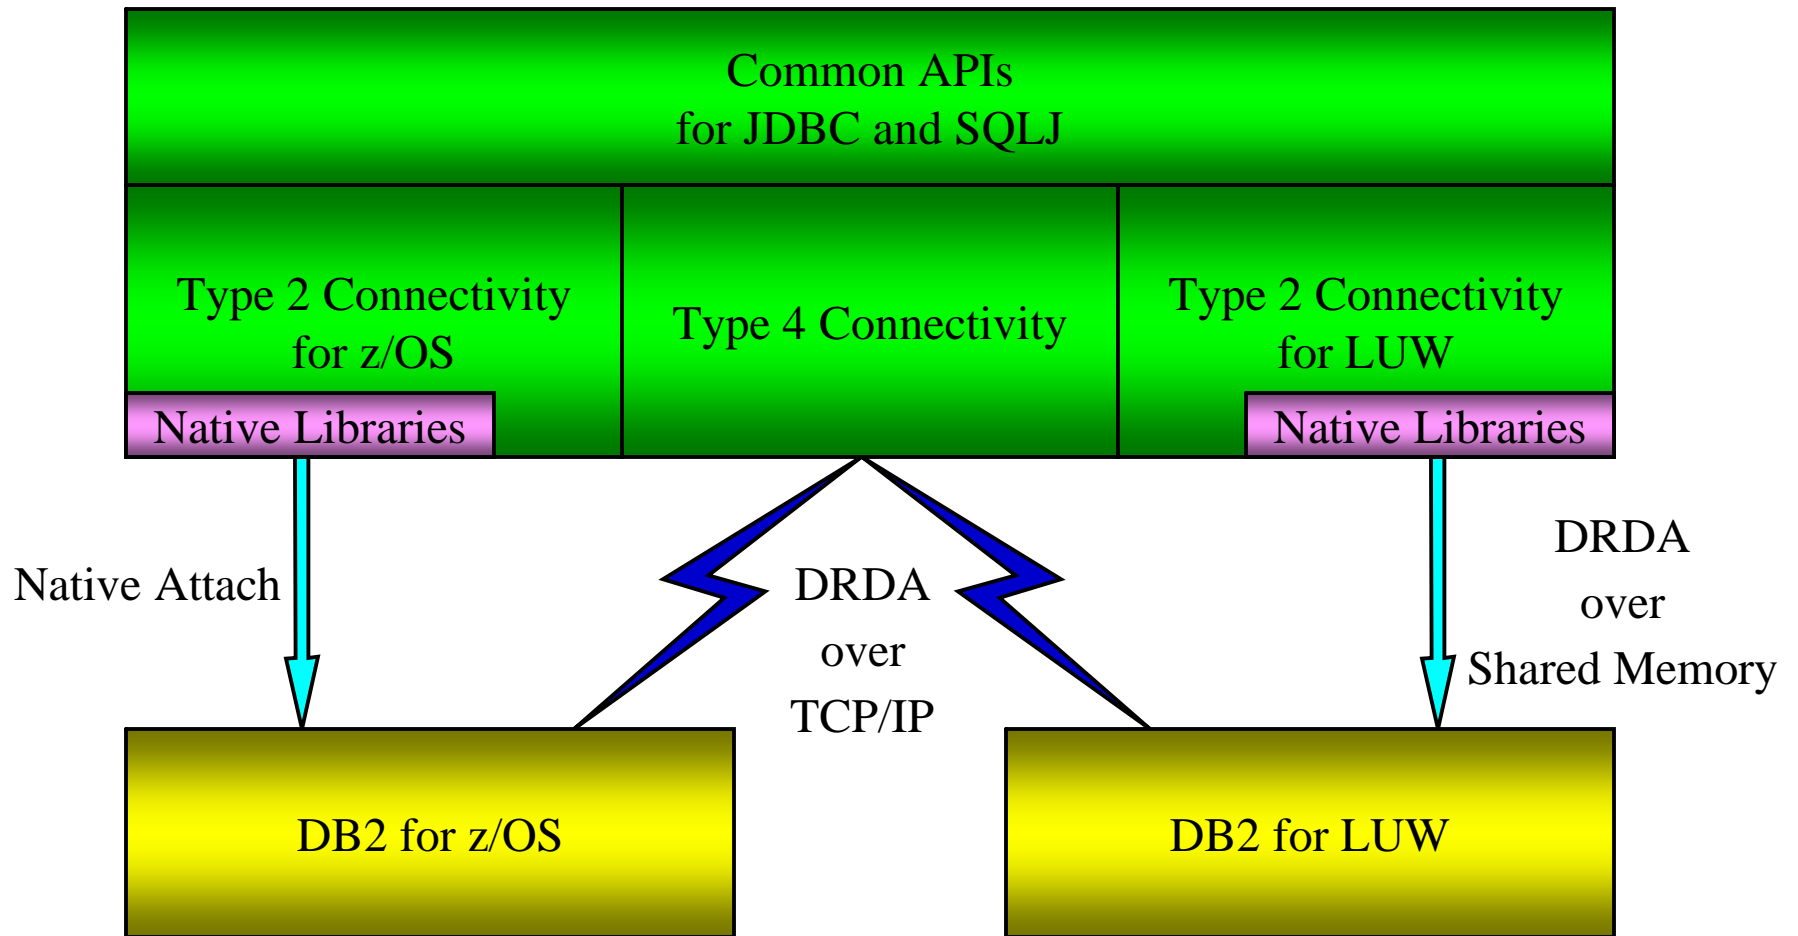 Common APIs
for JDBC and SQLJ
Type 2 Connectivity
for z/OS
Type 4 Connectivity
Type 2 Connectivity
for LUW
Native Libraries
Native Libraries
Native Attach
DRDA
over
TCP/IP
DRDA
over
Shared Memory
DB2 for z/OS
DB2 for LUW